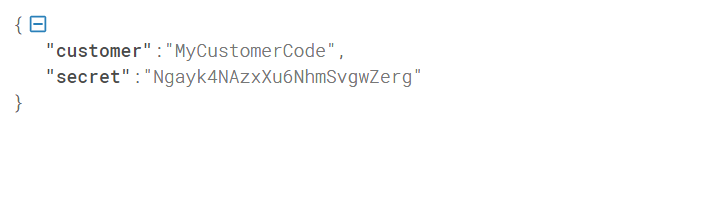 {
"customer":"MyCustomerCode",
"secret":"Ngayk4NAzxXu6NhmSvgwZerg"
}